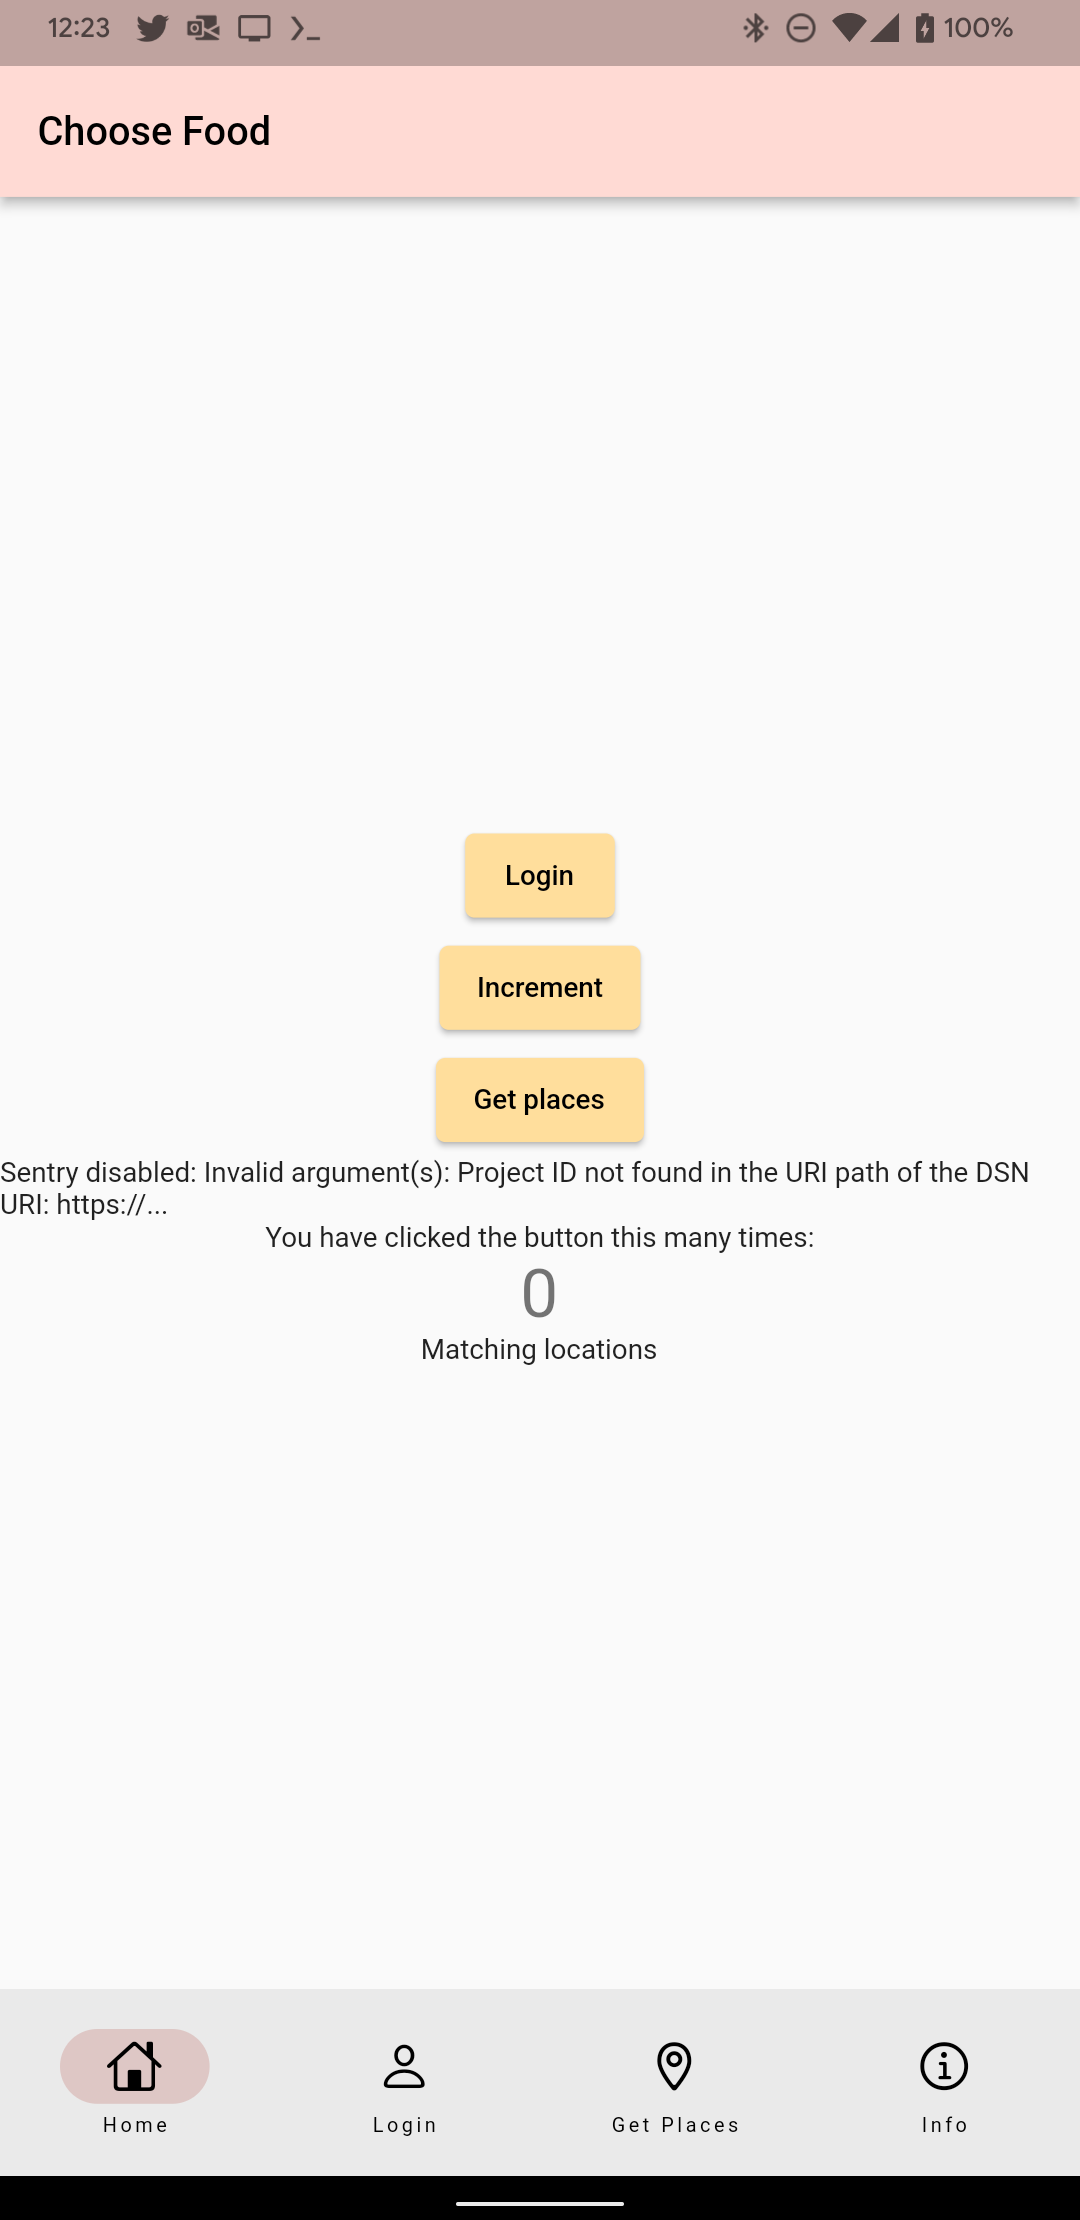 12:23
100%
Choose Food
Login
Increment
Get places
Sentry disabled: Invalid argument(s): Project ID not found in the URI path of the DSN
URI: https://...
You have clicked the button this many times:
0
Matching locations
Home
Login
Get Places
Info